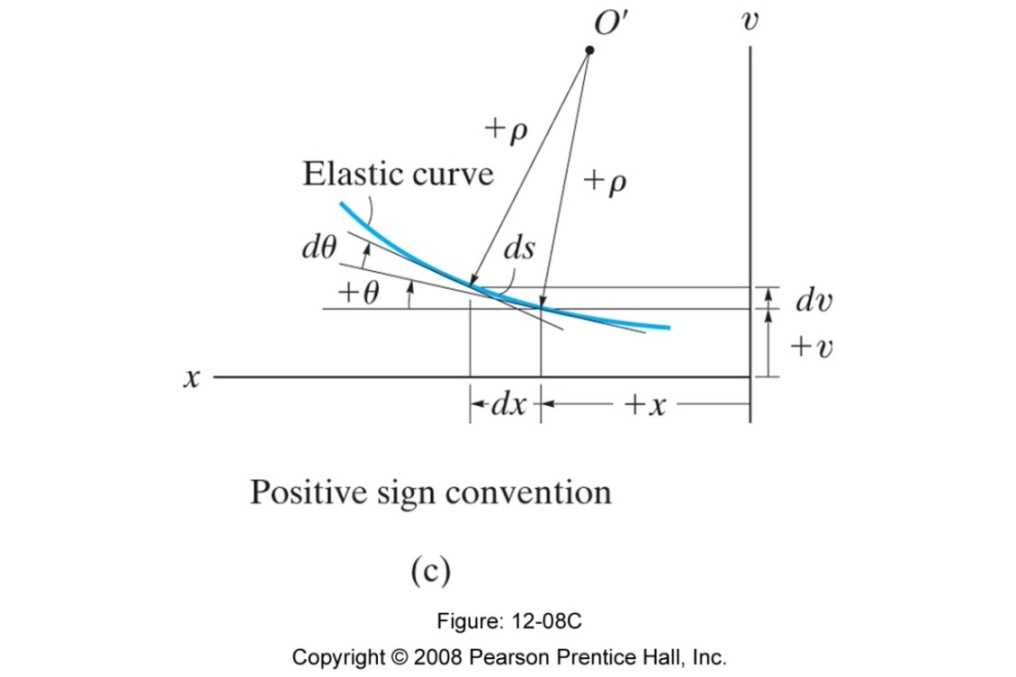 O′
v
+ρ
Elastic curve
+ρ
dθ
ds
+θ
dv
+v
x
dx
+x
Positive sign convention
(c)
Figure: 12-08C
Copyright © 2008 Pearson Prentice Hall, Inc.